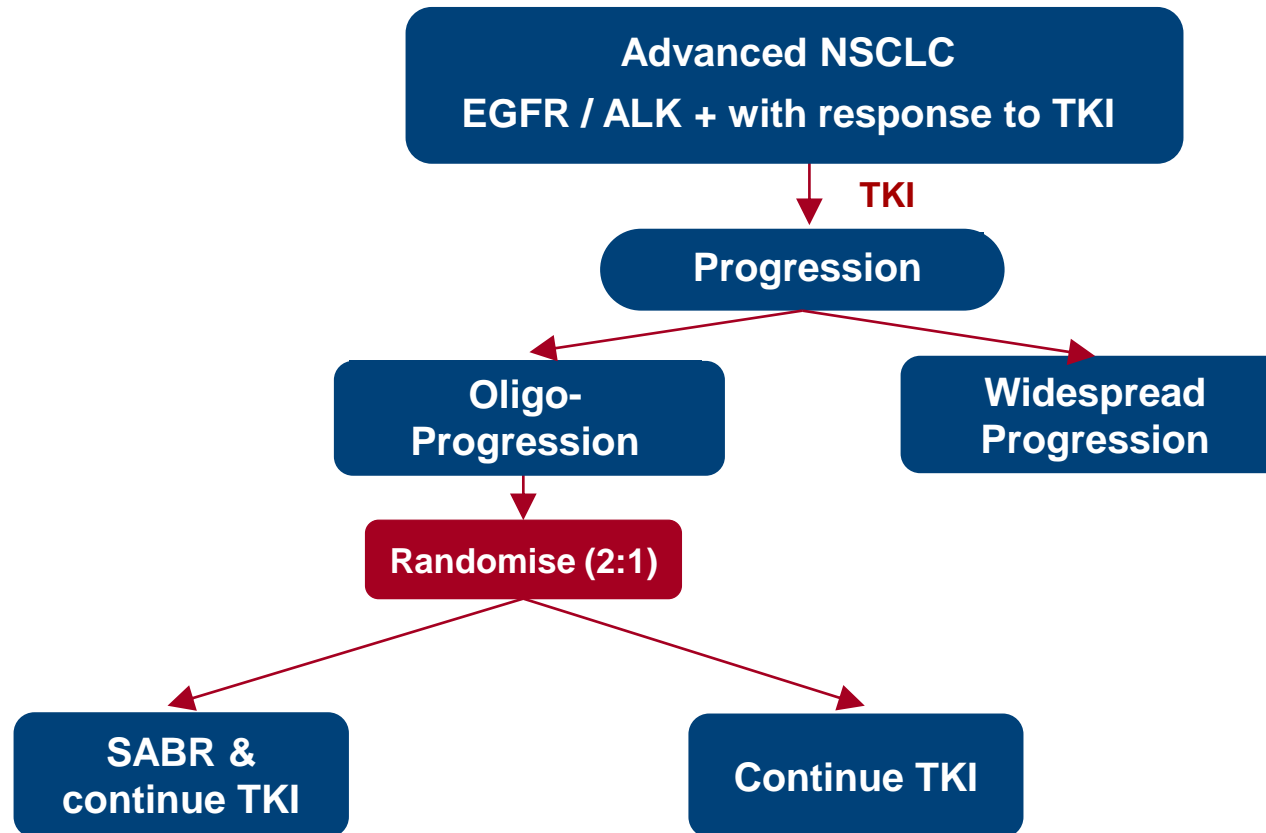 Advanced NSCLC
EGFR / ALK + with response to TKI
TKI
Progression
Oligo-
Progression
Widespread
Progression
Randomise (2:1)
SABR &
continue TKI
Continue TKI